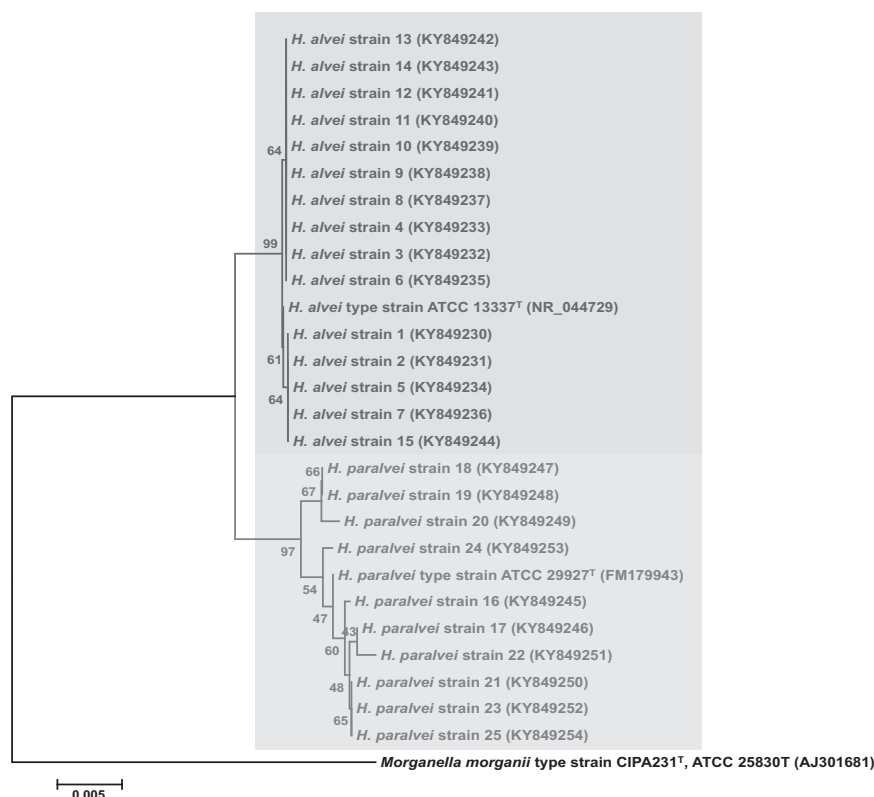 H. alvei strain 13 (KY849242)
H. alvei strain 14 (KY849243)
H. alvei strain 12 (KY849241)
H. alvei strain 11 (KY849240)
64
H. alvei strain 10 (KY849239)
H. alvei strain 9 (KY849238)
H. alvei strain 8 (KY849237)
H. alvei strain 4 (KY849233)
99
H. alvei strain 3 (KY849232)
H. alvei strain 6 (KY849235)
H. alvei type strain ATCC 13337T (NR_044729)
H. alvei strain 1 (KY849230)
61
H. alvei strain 2 (KY849231)
H. alvei strain 5 (KY849234)
64
H. alvei strain 7 (KY849236)
H. alvei strain 15 (KY849244)
66
H. paralvei strain 18 (KY849247)
67
H. paralvei strain 19 (KY849248)
H. paralvei strain 20 (KY849249)
97
H. paralvei strain 24 (KY849253)
H. paralvei type strain ATCC 29927T (FM179943)
54
H. paralvei strain 16 (KY849245)
47
43
H. paralvei strain 17 (KY849246)
60
H. paralvei strain 22 (KY849251)
48
H. paralvei strain 21 (KY849250)
H. paralvei strain 23 (KY849252)
65
H. paralvei strain 25 (KY849254)
Morganella morganii type strain CIPA231T, ATCC 25830T (AJ301681)
0.005